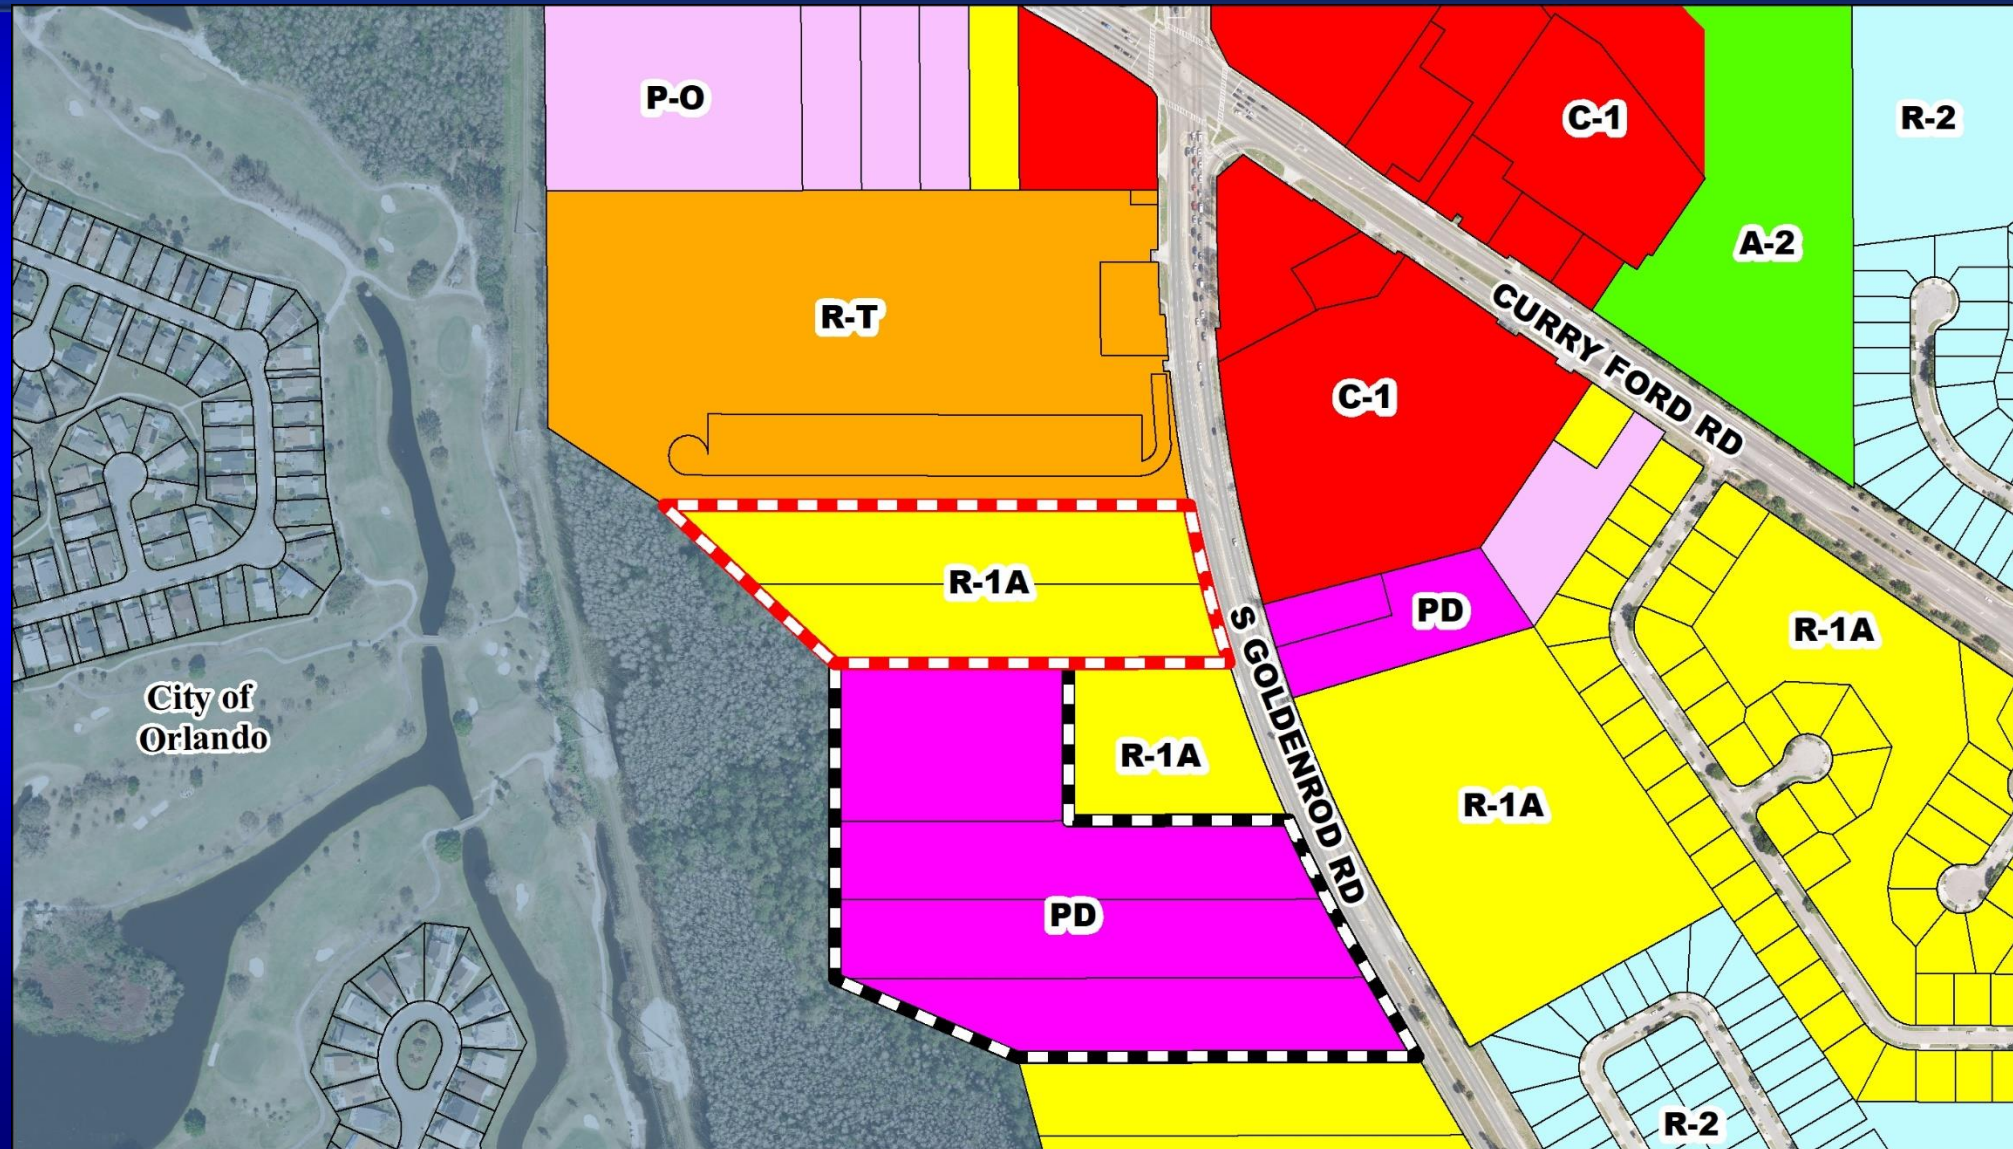 P-O
C-1
R-2
A-2
R-T
CURRY FORD RD
C-1
R-1A
PD
R-1A
S GOLDENROD RD
City of
Orlando
R-1A
R-1A
PD
R-2